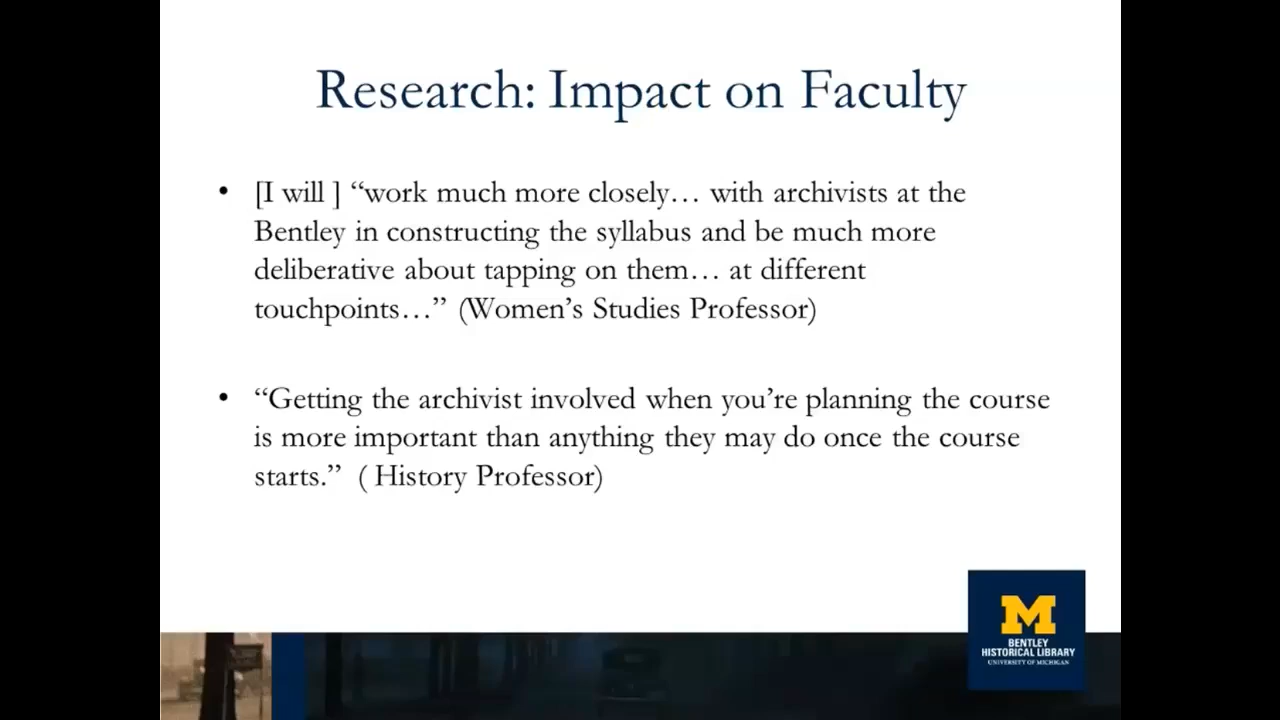 Research: Impact on Faculty
• [I will ] “work much more closely… with archivists at the
Bentley in constructing the syllabus and be much more
deliberative about tapping on them… at different
touchpoints…” (Women’s Studies Professor)
• “Getting the archivist involved when you’re planning the course
is more important than anything they may do once the course
starts.”  ( History Professor)
M
BENTLEY
HISTORICAL LIBRARY
UNIVERSITY OF MICHIGAN